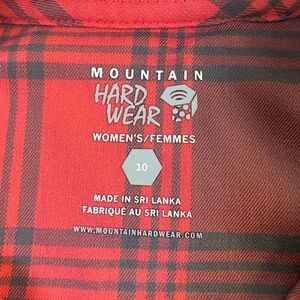 MOUNTAIN
HARD
WEAR
WOMEN'S/FEMMES
10
MADE IN SRI LANKA
FABRIQUÉ AU SRI LANKA
WWW.MOUNTAINHARDWEAR.COM